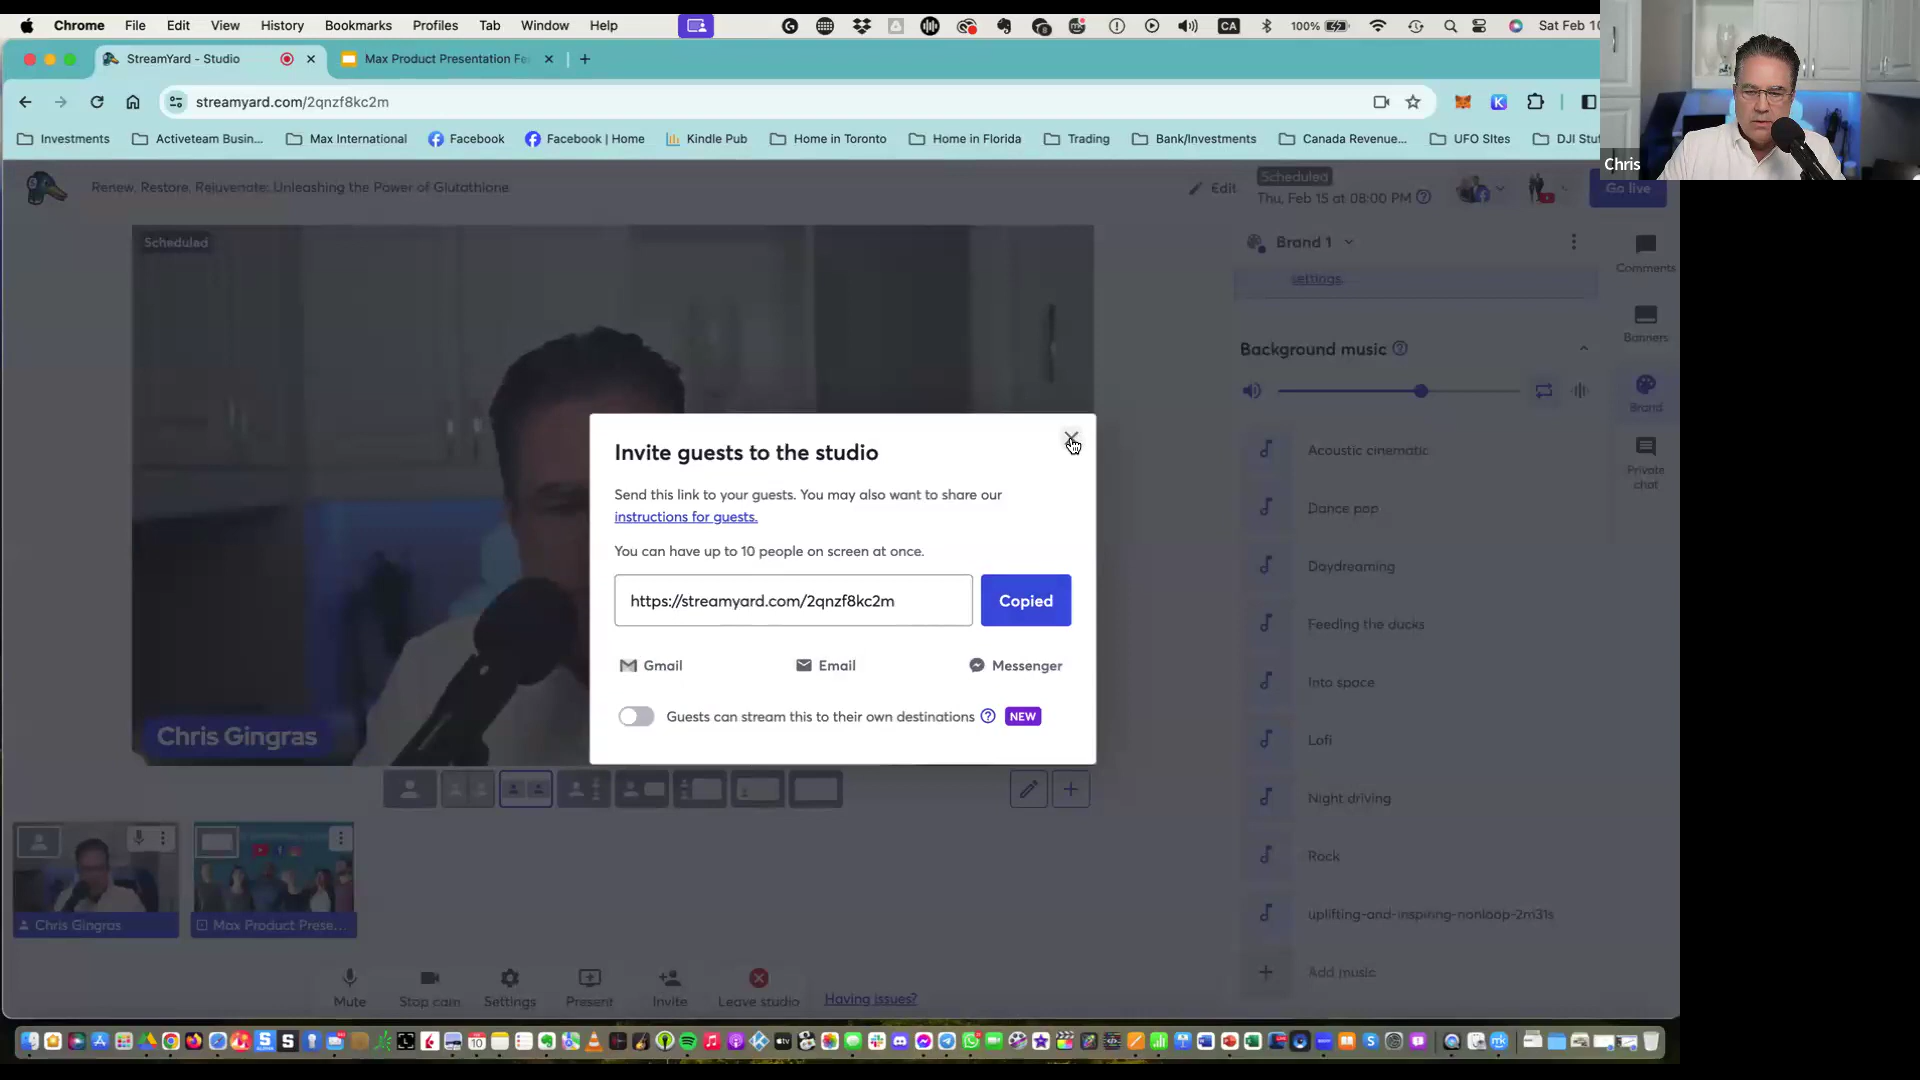 Chrome File Edit View History Bookmarks Profiles Tab Window Help
CA 100% Sat Feb 10
StreamYard - Studio
Max Product Presentation Fe
streamyard.com/2qnzf8kc2m
Investments Activeteam Busin... Max International Facebook Facebook | Home Kindle Pub Home in Toronto Home in Florida Trading Bank/Investments Canada Revenue... UFO SItes DJI Stu
Chris
Renew, Restore, Rejuvenate: Unleashing the Power of Glutathione
Edit
Scheduled
Thu, Feb 15 at 08:00 PM
Go live
Scheduled
Brand 1
settings.
Comments
Banners
Brand
Private chat
Background music
Acoustic cinematic
Dance pop
Daydreaming
Feeding the ducks
Into space
Lofi
Night driving
Rock
uplifting-and-inspiring-nonloop-2m31s
Add music
Invite guests to the studio
Send this link to your guests. You may also want to share our
instructions for guests.
You can have up to 10 people on screen at once.
https://streamyard.com/2qnzf8kc2m
Copied
Gmail Email Messenger
Guests can stream this to their own destinations NEW
Chris Gingras
Chris Gingras
Max Product Prese...
Mute Stop cam Settings Present Invite Leave studio Having issues?